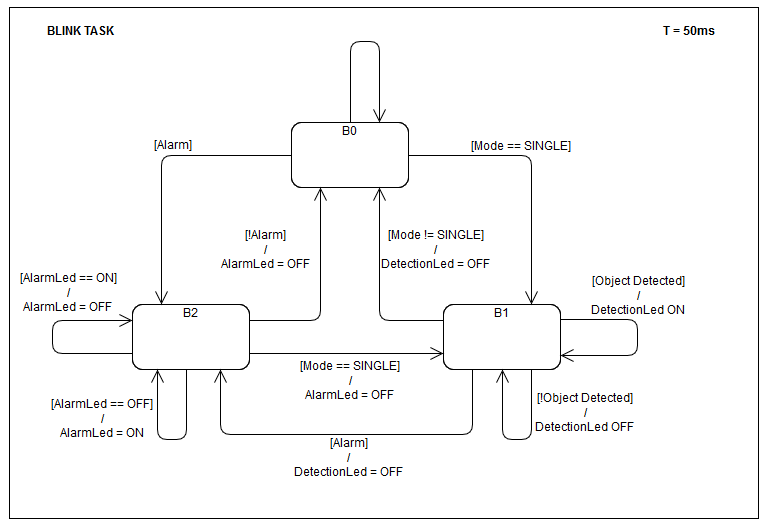 BLINK TASK
T = 50ms
B0
[Alarm]
[Mode == SINGLE]
[!Alarm]
/
AlarmLed = OFF
[Mode != SINGLE]
/
DetectionLed = OFF
[AlarmLed == ON]
/
AlarmLed = OFF
[Object Detected]
/
DetectionLed ON
B2
B1
[Mode == SINGLE]
/
AlarmLed = OFF
[AlarmLed == OFF]
/
AlarmLed = ON
[!Object Detected]
/
DetectionLed OFF
[Alarm]
/
DetectionLed = OFF